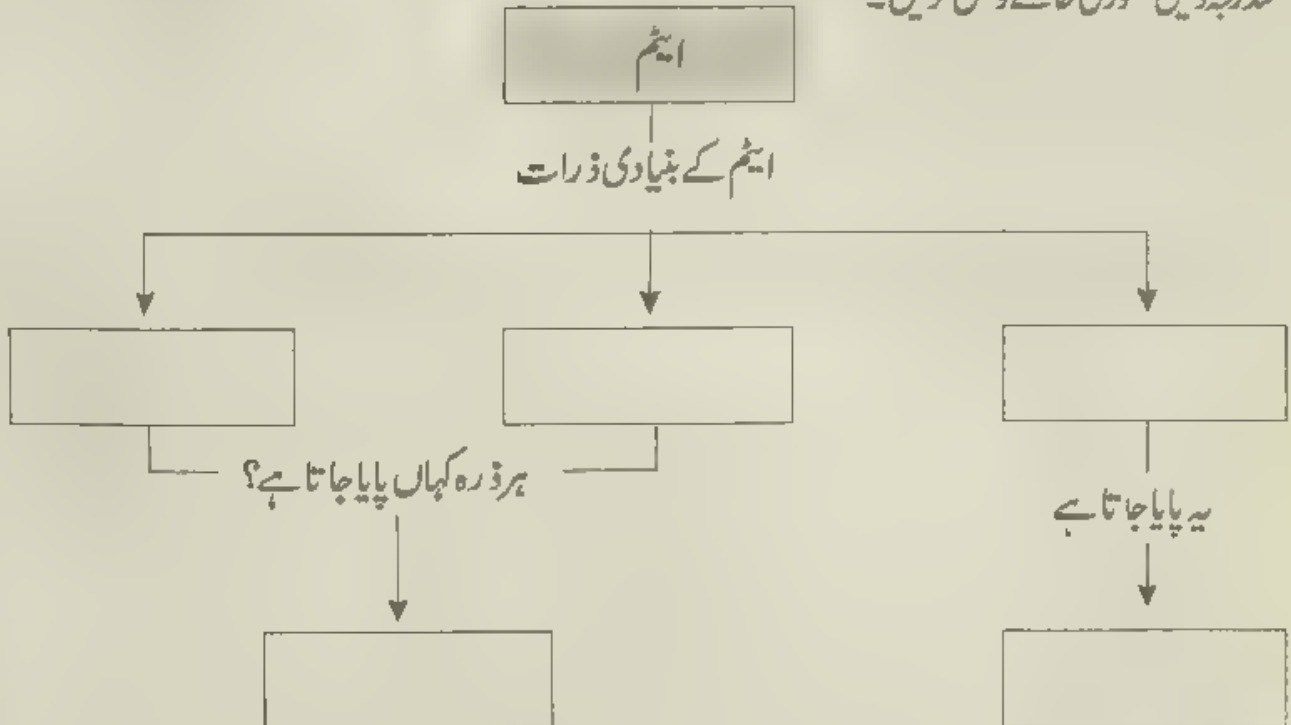 ایٹم
ایٹم کے بنیادی ذرات
ہر ذرہ کہاں پایا جاتا ہے؟
یہ پایا جاتا ہے